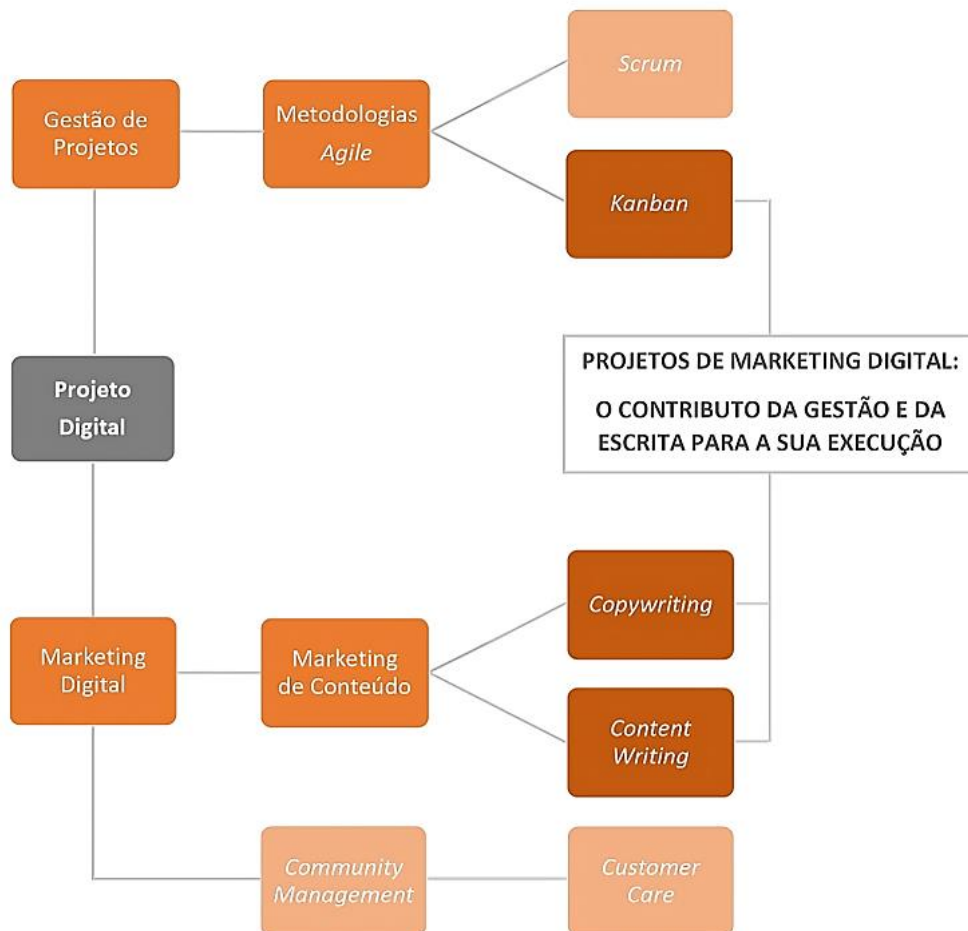 Scrum
Gestão de
Projetos
Metodologias
Agile
Kanban
Projeto
Digital
PROJETOS DE MARKETING DIGITAL:
O CONTRIBUTO DA GESTÃO E DA
ESCRITA PARA A SUA EXECUÇÃO
Copywriting
Marketing
Digital
Marketing
de Conteúdo
Content
Writing
Community
Management
Customer
Care